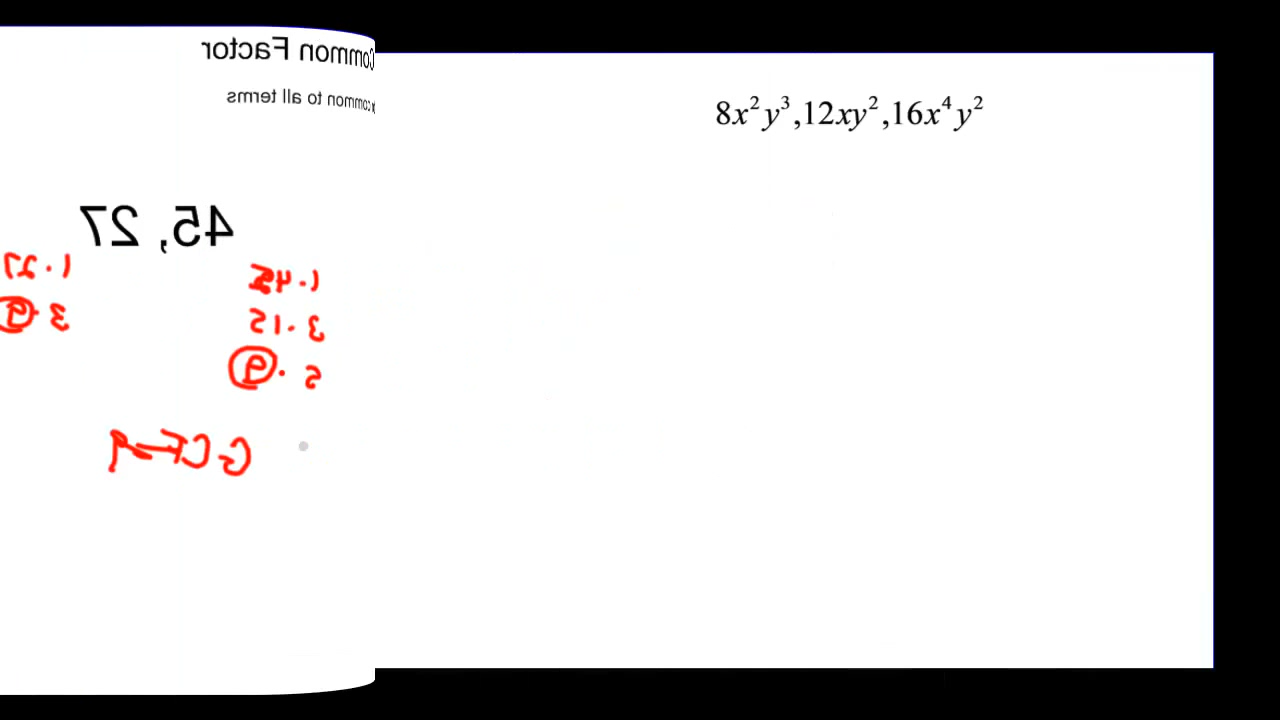 Common Factor
common to all terms
8x²y³,12xy²,16x⁴y²
45, 27
1·45
1·27
3·15
3·9
5·9
GCF=9